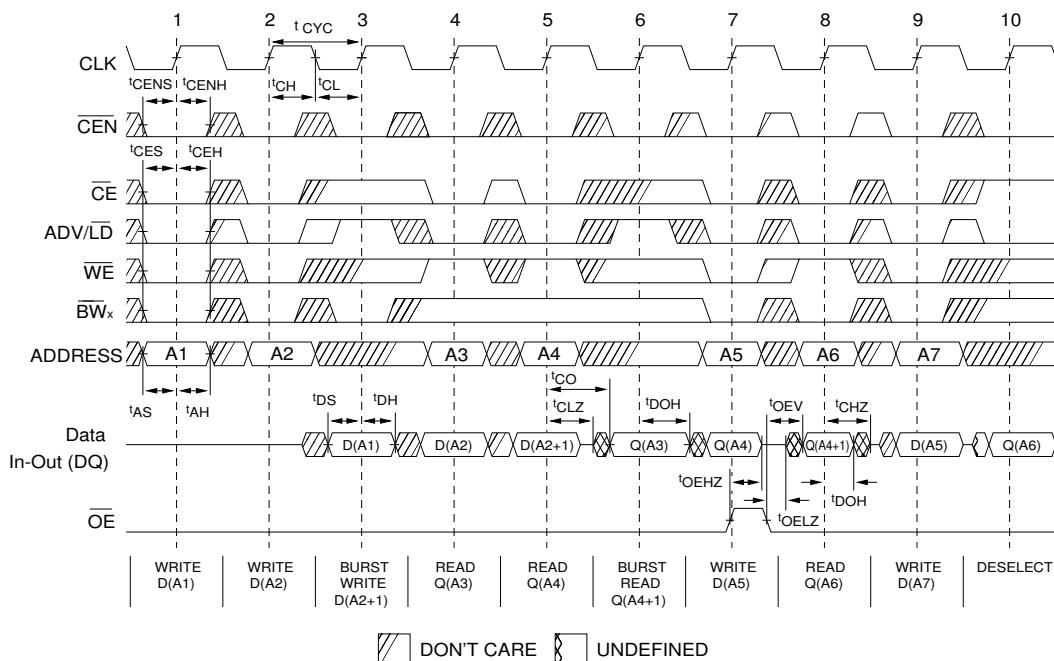 1 2 3 4 5 6 7 8 9 10
t CYC
CLK
tCENS tCENH tCH tCL
CEN
tCES tCEH
CE
ADV/LD
WE
BWx
ADDRESS A1 A2 A3 A4 A5 A6 A7
tAS tAH tDS tDH tCO tCLZ tDOH tOEV tCHZ
Data
In-Out (DQ)
D(A1) D(A2) D(A2+1) Q(A3) Q(A4) Q(A4+1) D(A5) Q(A6)
tOEHZ tDOH
tOELZ
OE
WRITE
D(A1)
WRITE
D(A2)
BURST
WRITE
D(A2+1)
READ
Q(A3)
READ
Q(A4)
BURST
READ
Q(A4+1)
WRITE
D(A5)
READ
Q(A6)
WRITE
D(A7)
DESELECT
DON'T CARE
UNDEFINED